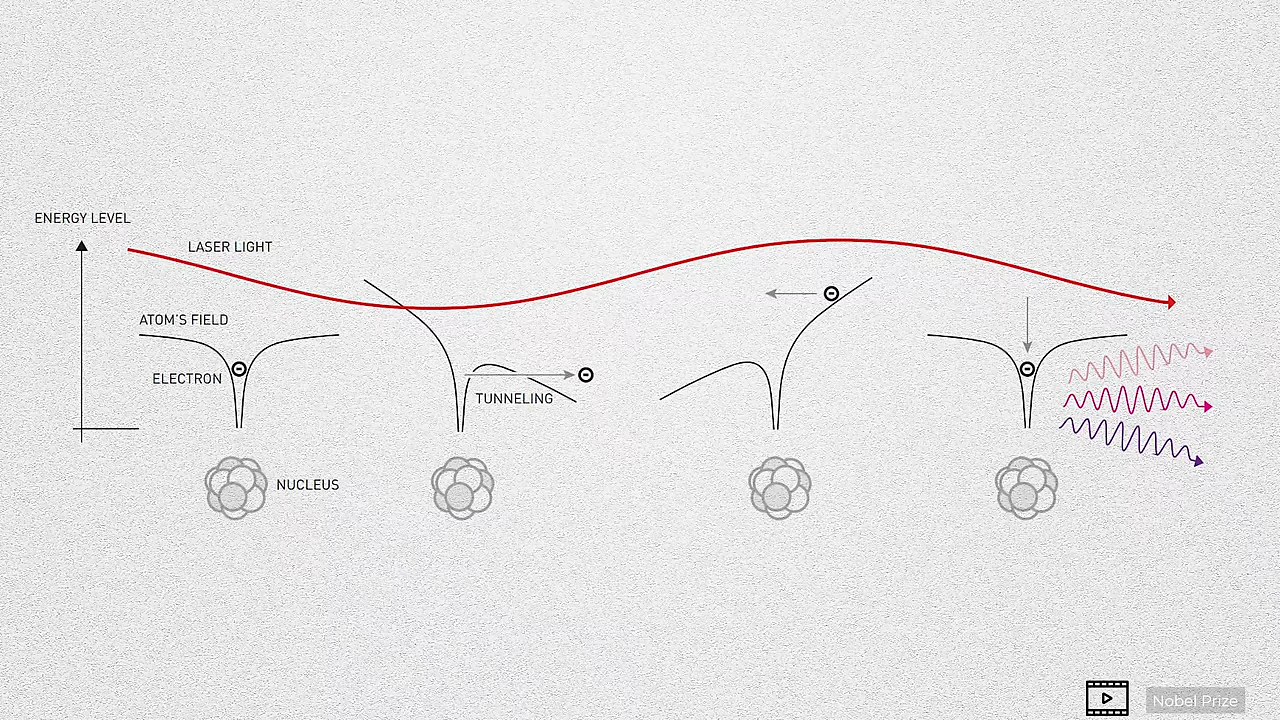 ENERGY LEVEL
LASER LIGHT
ATOM'S FIELD
ELECTRON
TUNNELING
NUCLEUS
Nobel Prize